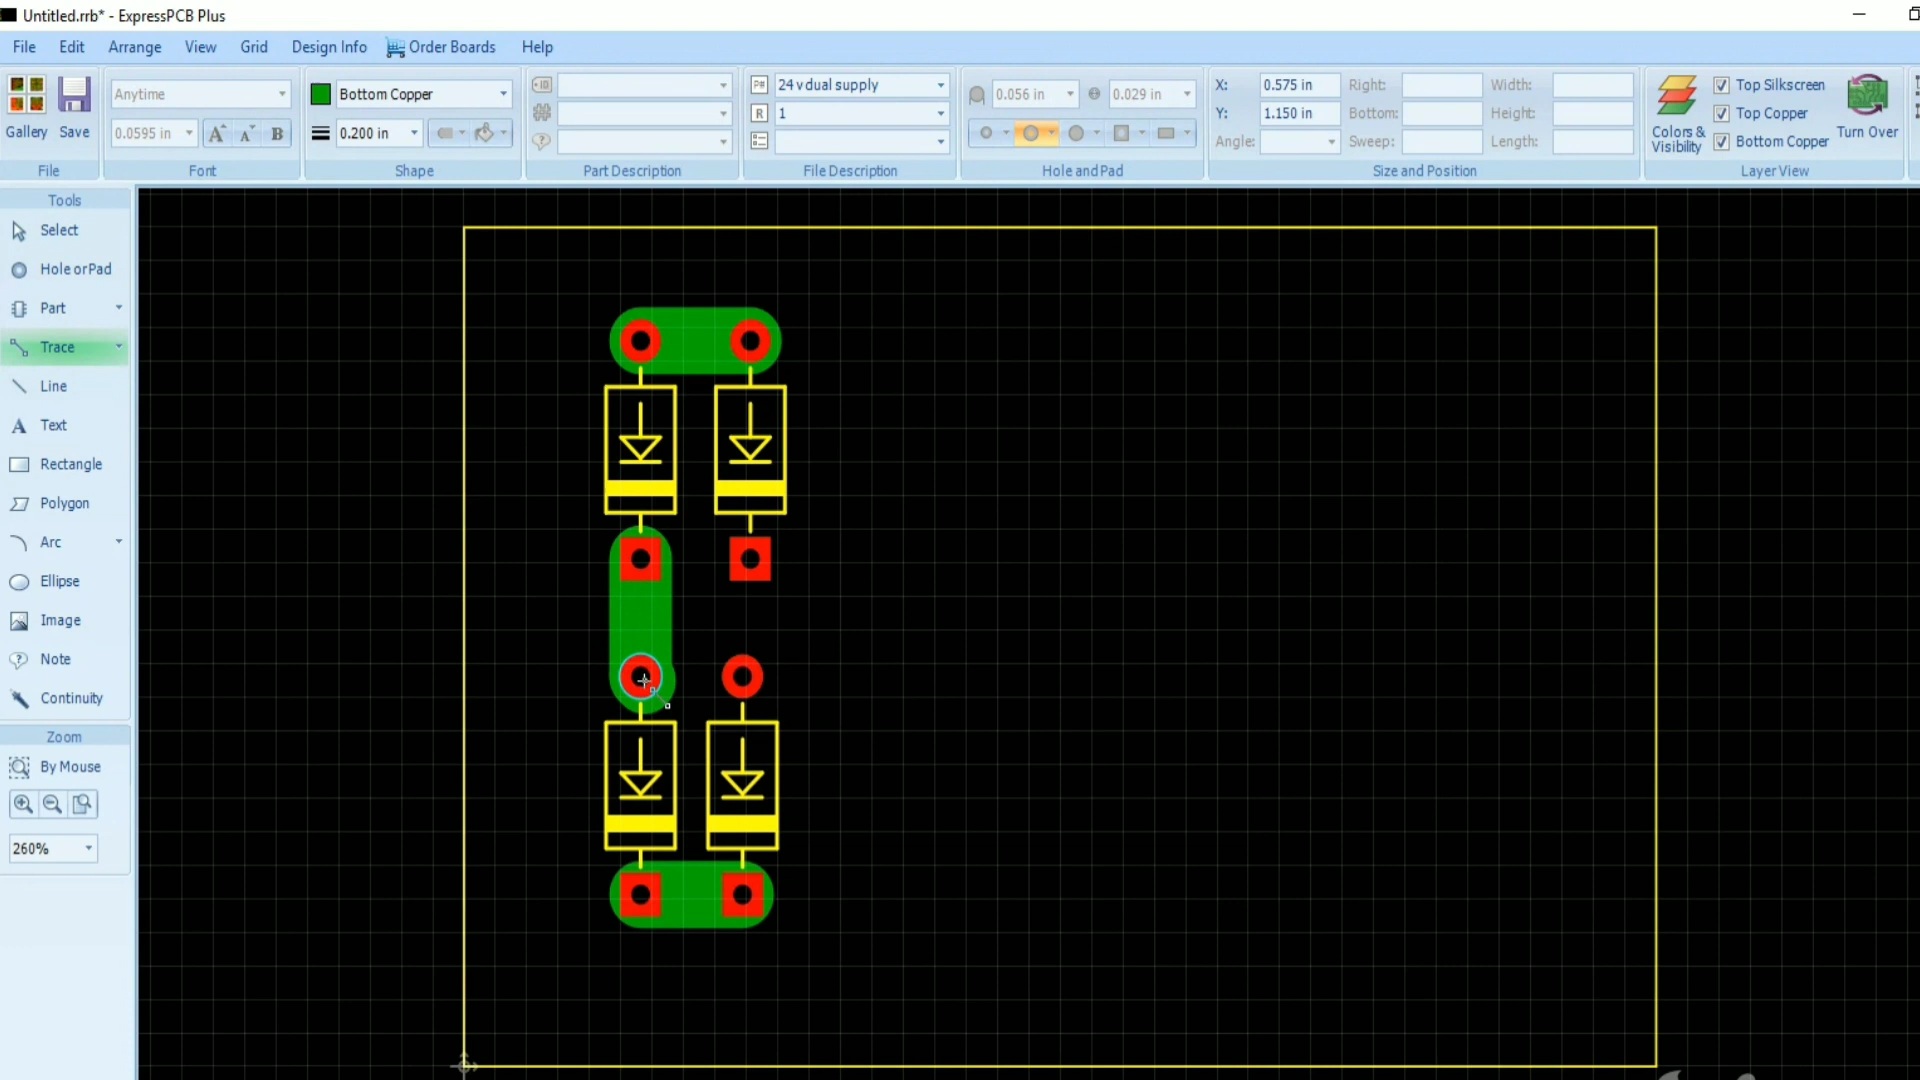 Untitled.rrb* - ExpressPCB Plus
File Edit Arrange View Grid Design Info Order Boards Help
Gallery Save
File
Anytime
0.0595 in A A B
Font
Bottom Copper
0.200 in
Shape
Part Description
24 v dual supply
R 1
File Description
0.056 in 0.029 in
Hole and Pad
X: 0.575 in Right: Width:
Y: 1.150 in Bottom: Height:
Angle: Sweep: Length:
Size and Position
Colors & Visibility
Top Silkscreen
Top Copper
Bottom Copper
Turn Over
Layer View
Tools
Select
Hole or Pad
Part
Trace
Line
A Text
Rectangle
Polygon
Arc
Ellipse
Image
Note
Continuity
Zoom
By Mouse
260%